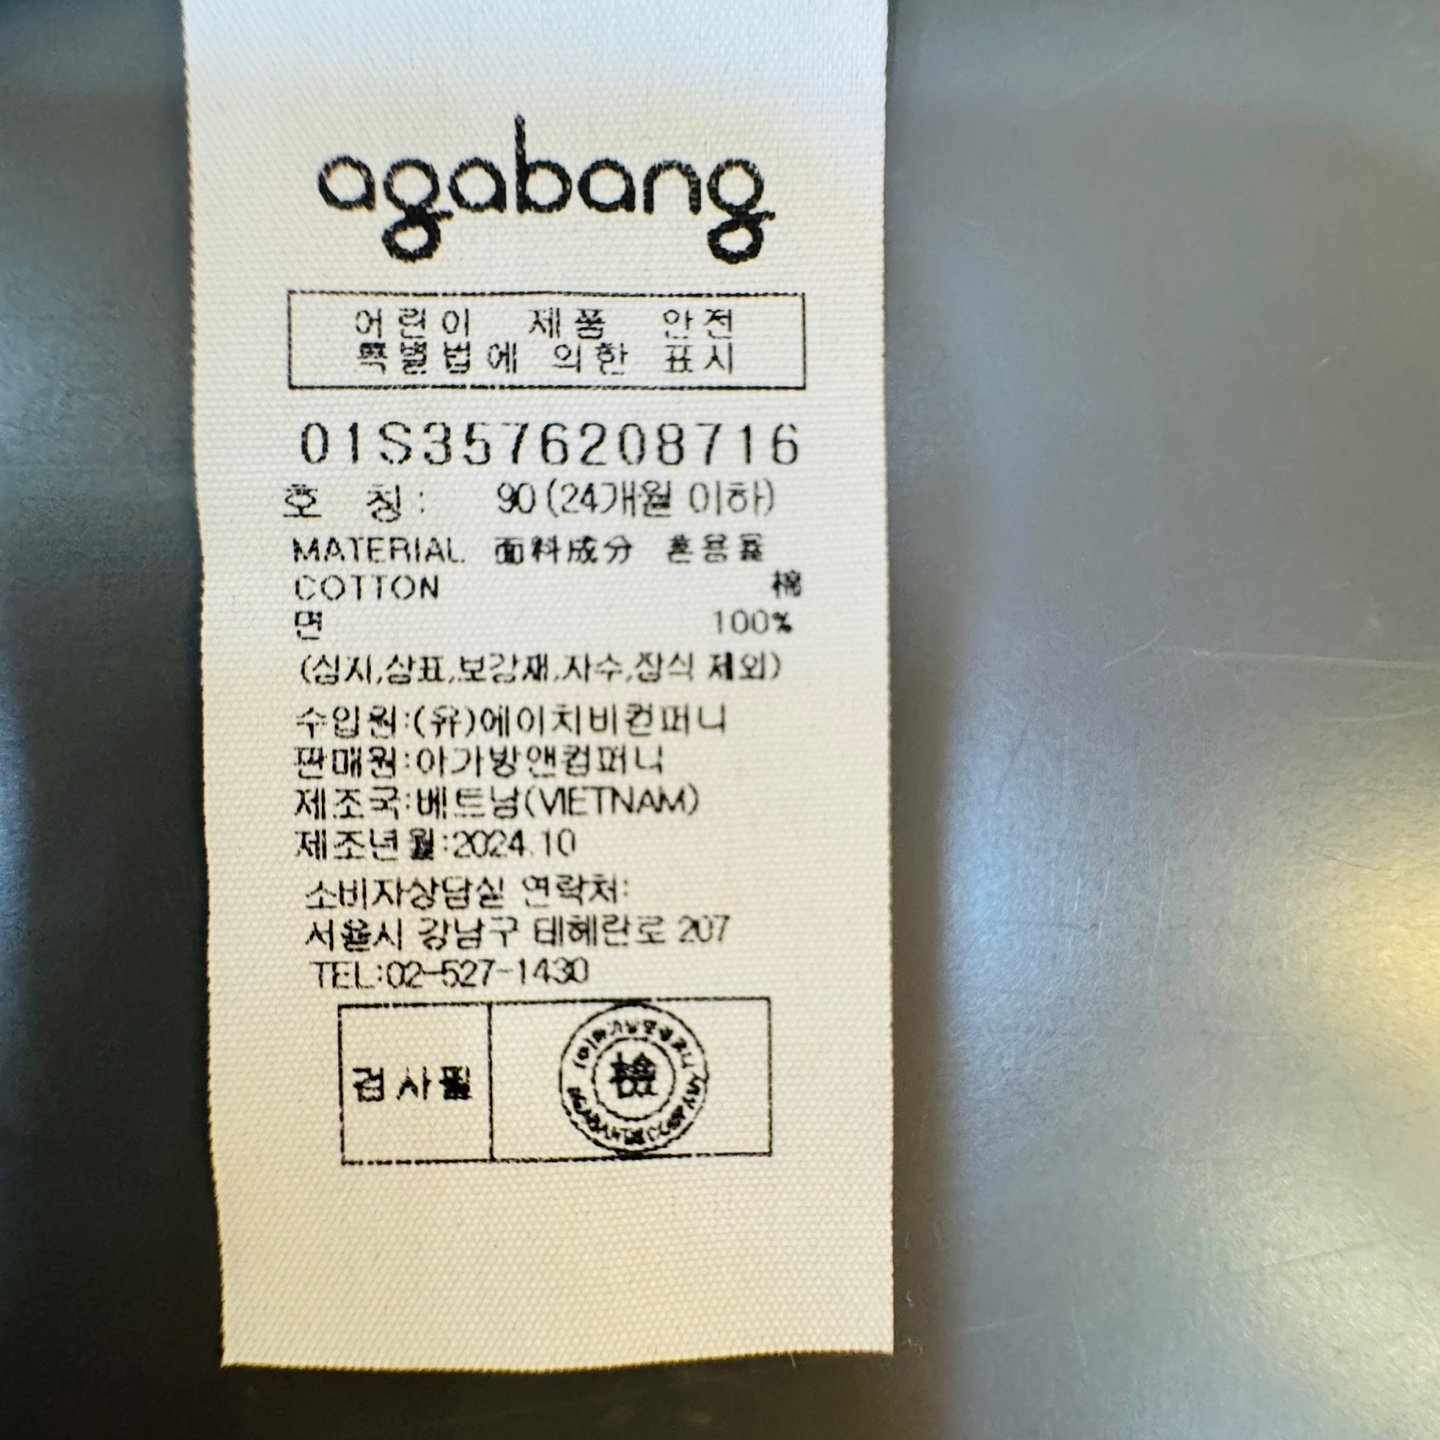 agabang
어린이 제품 안전
특별법에 의한 표시
01S3576208716
호 칭: 90(24개월 이하)
MATERIAL 面料成分 혼용율
COTTON 棉
면 100%
(심지,상표,보강재,자수,장식 제외)
수입원:(유)에이치비컴퍼니
판매원:아가방앤컴퍼니
제조국:베트남(VIETNAM)
제조년월:2024.10
소비자상담실 연락처:
서울시 강남구 테헤란로 207
TEL:02-527-1430
검사필
檢